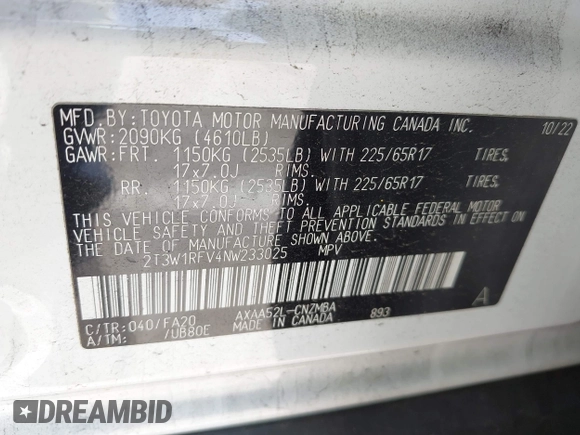 MFD. BY: TOYOTA MOTOR MANUFACTURING CANADA INC. 10/22
GVWR: 2090KG (4610LB)
GAWR: FRT. 1150KG (2535LB) WITH 225/65R17 TIRES,
17x7.0J RIMS,
RR. 1150KG (2535LB) WITH 225/65R17 TIRES,
17x7.0J RIMS,
THIS VEHICLE CONFORMS TO ALL APPLICABLE FEDERAL MOTOR
VEHICLE SAFETY AND THEFT PREVENTION STANDARDS IN
EFFECT ON THE DATE OF MANUFACTURE SHOWN ABOVE.
2T3W1RFV4NW233025 MPV
C/TR: 040/FA20 AXAA52L-CNZMBA 893 A
A/TM: /UB80E MADE IN CANADA
DREAMBID